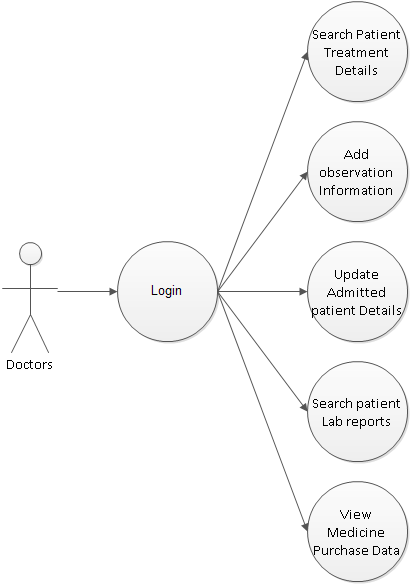 Search Patient
Treatment
Details
Add
observation
Information
Login
Update
Admitted
patient Details
Doctors
Search patient
Lab reports
View
Medicine
Purchase Data